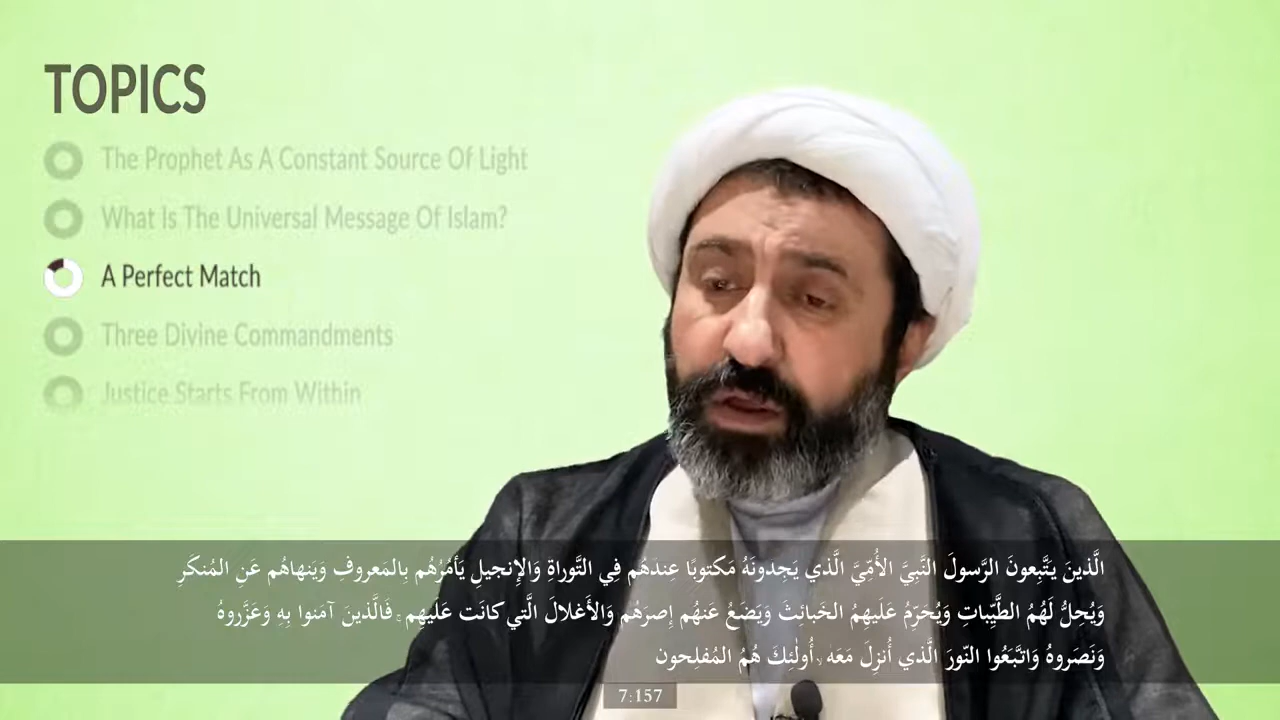 TOPICS
The Prophet As A Constant Source Of Light
What Is The Universal Message Of Islam?
A Perfect Match
Three Divine Commandments
Justice Starts From Within
الَّذينَ يَتَّبِعونَ الرَّسولَ النَّبِيَّ الأُمِّيَّ الَّذي يَجِدونَهُ مَكتوبًا عِندَهُم فِي التَّوراةِ وَالإِنجيلِ يَأمُرُهُم بِالمَعروفِ وَيَنهاهُم عَنِ المُنكَرِ
وَيُحِلُّ لَهُمُ الطَّيِّباتِ وَيُحَرِّمُ عَلَيهِمُ الخَبائِثَ وَيَضَعُ عَنهُم إِصرَهُم وَالأَغلالَ الَّتي كانَت عَلَيهِم ۚ فَالَّذينَ آمَنوا بِهِ وَعَزَّروهُ
وَنَصَروهُ وَاتَّبَعُوا النّورَ الَّذي أُنزِلَ مَعَهُ ۙ أُولٰئِكَ هُمُ المُفلِحون
7:157